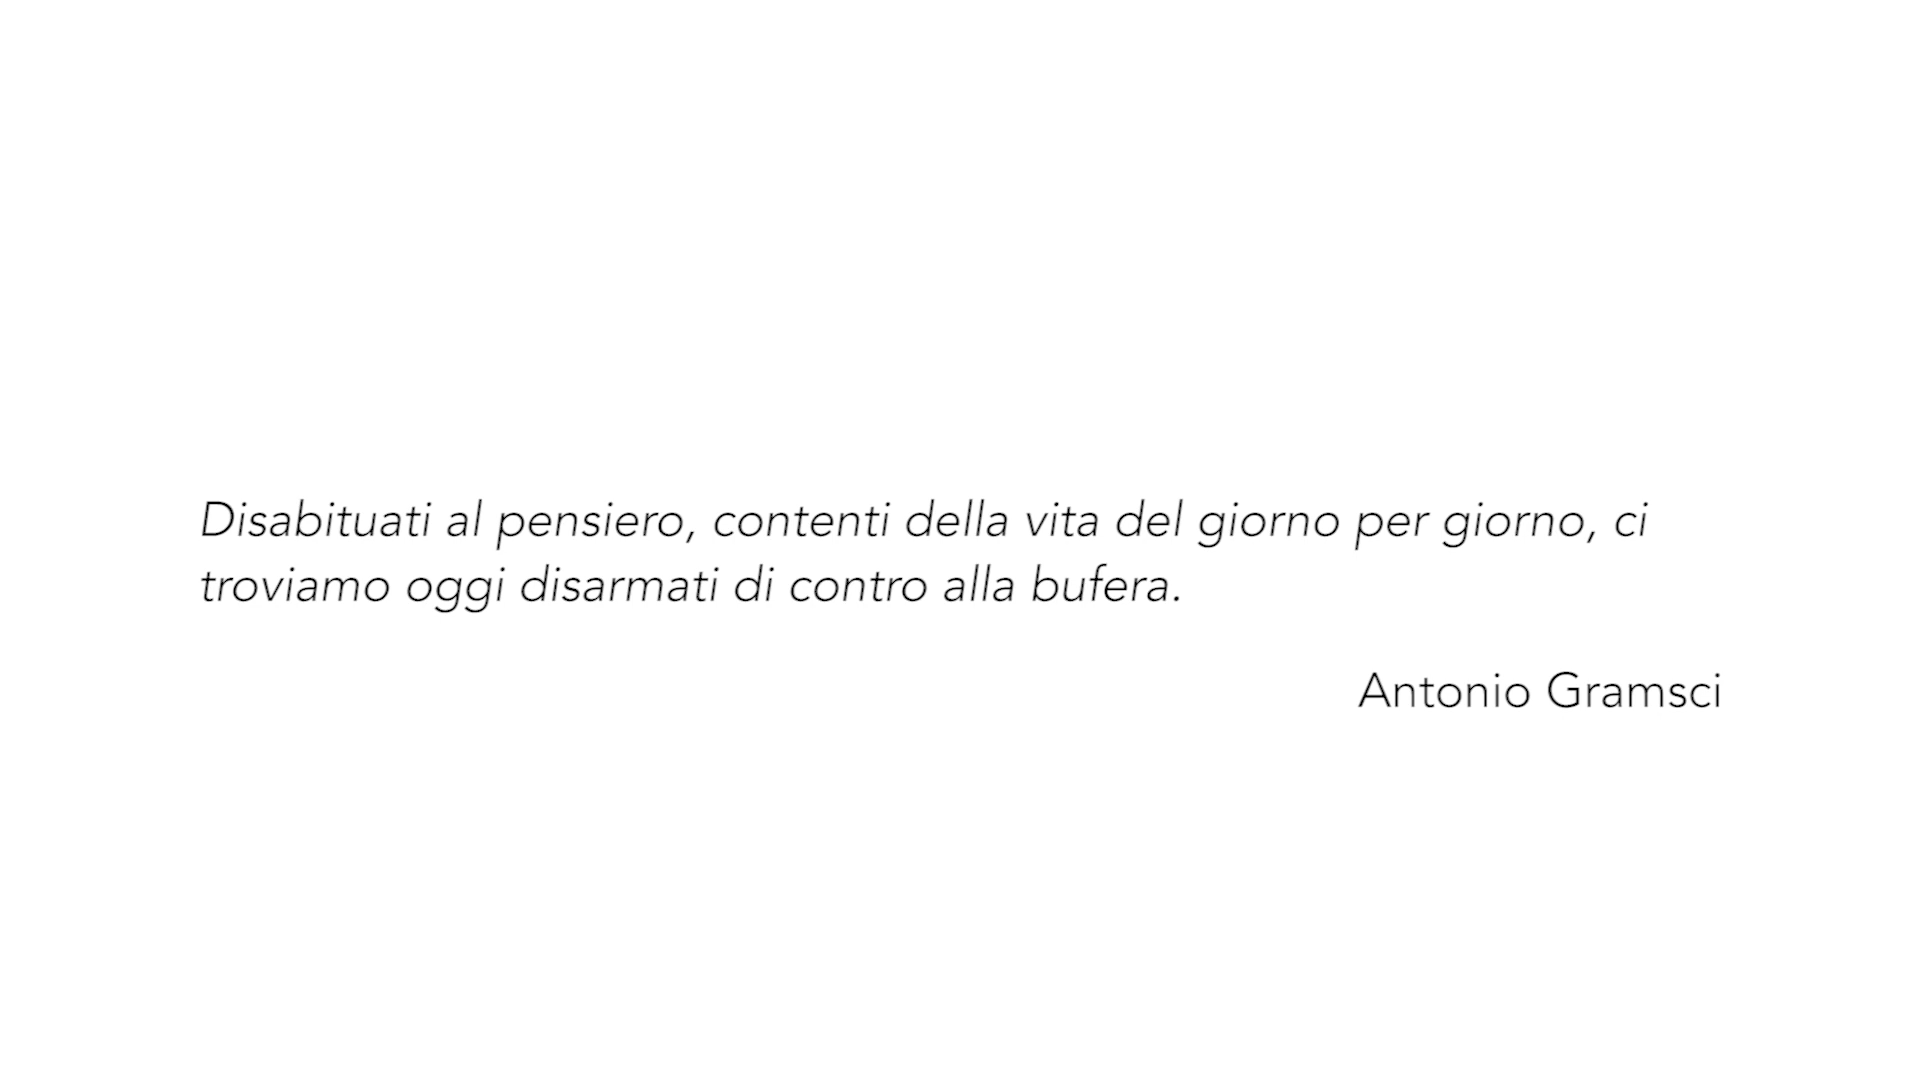 Disabituati al pensiero, contenti della vita del giorno per giorno, ci
troviamo oggi disarmati di contro alla bufera.
Antonio Gramsci